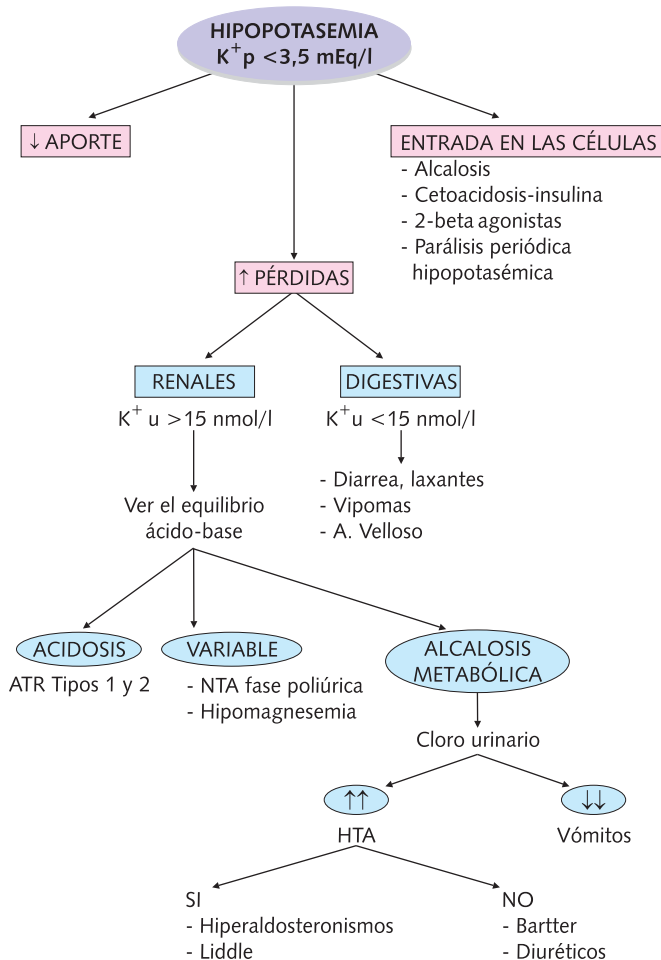 HIPOPOTASEMIA
K⁺p <3,5 mEq/l
↓ APORTE
ENTRADA EN LAS CÉLULAS
- Alcalosis
- Cetoacidosis-insulina
- 2-beta agonistas
- Parálisis periódica
hipopotasémica
↑ PÉRDIDAS
RENALES
K⁺ u >15 nmol/l
DIGESTIVAS
K⁺u <15 nmol/l
- Diarrea, laxantes
- Vipomas
- A. Velloso
Ver el equilibrio
ácido-base
ACIDOSIS
ATR Tipos 1 y 2
VARIABLE
- NTA fase poliúrica
- Hipomagnesemia
ALCALOSIS
METABÓLICA
Cloro urinario
↑↑
HTA
↓↓
Vómitos
SI
- Hiperaldosteronismos
- Liddle
NO
- Bartter
- Diuréticos